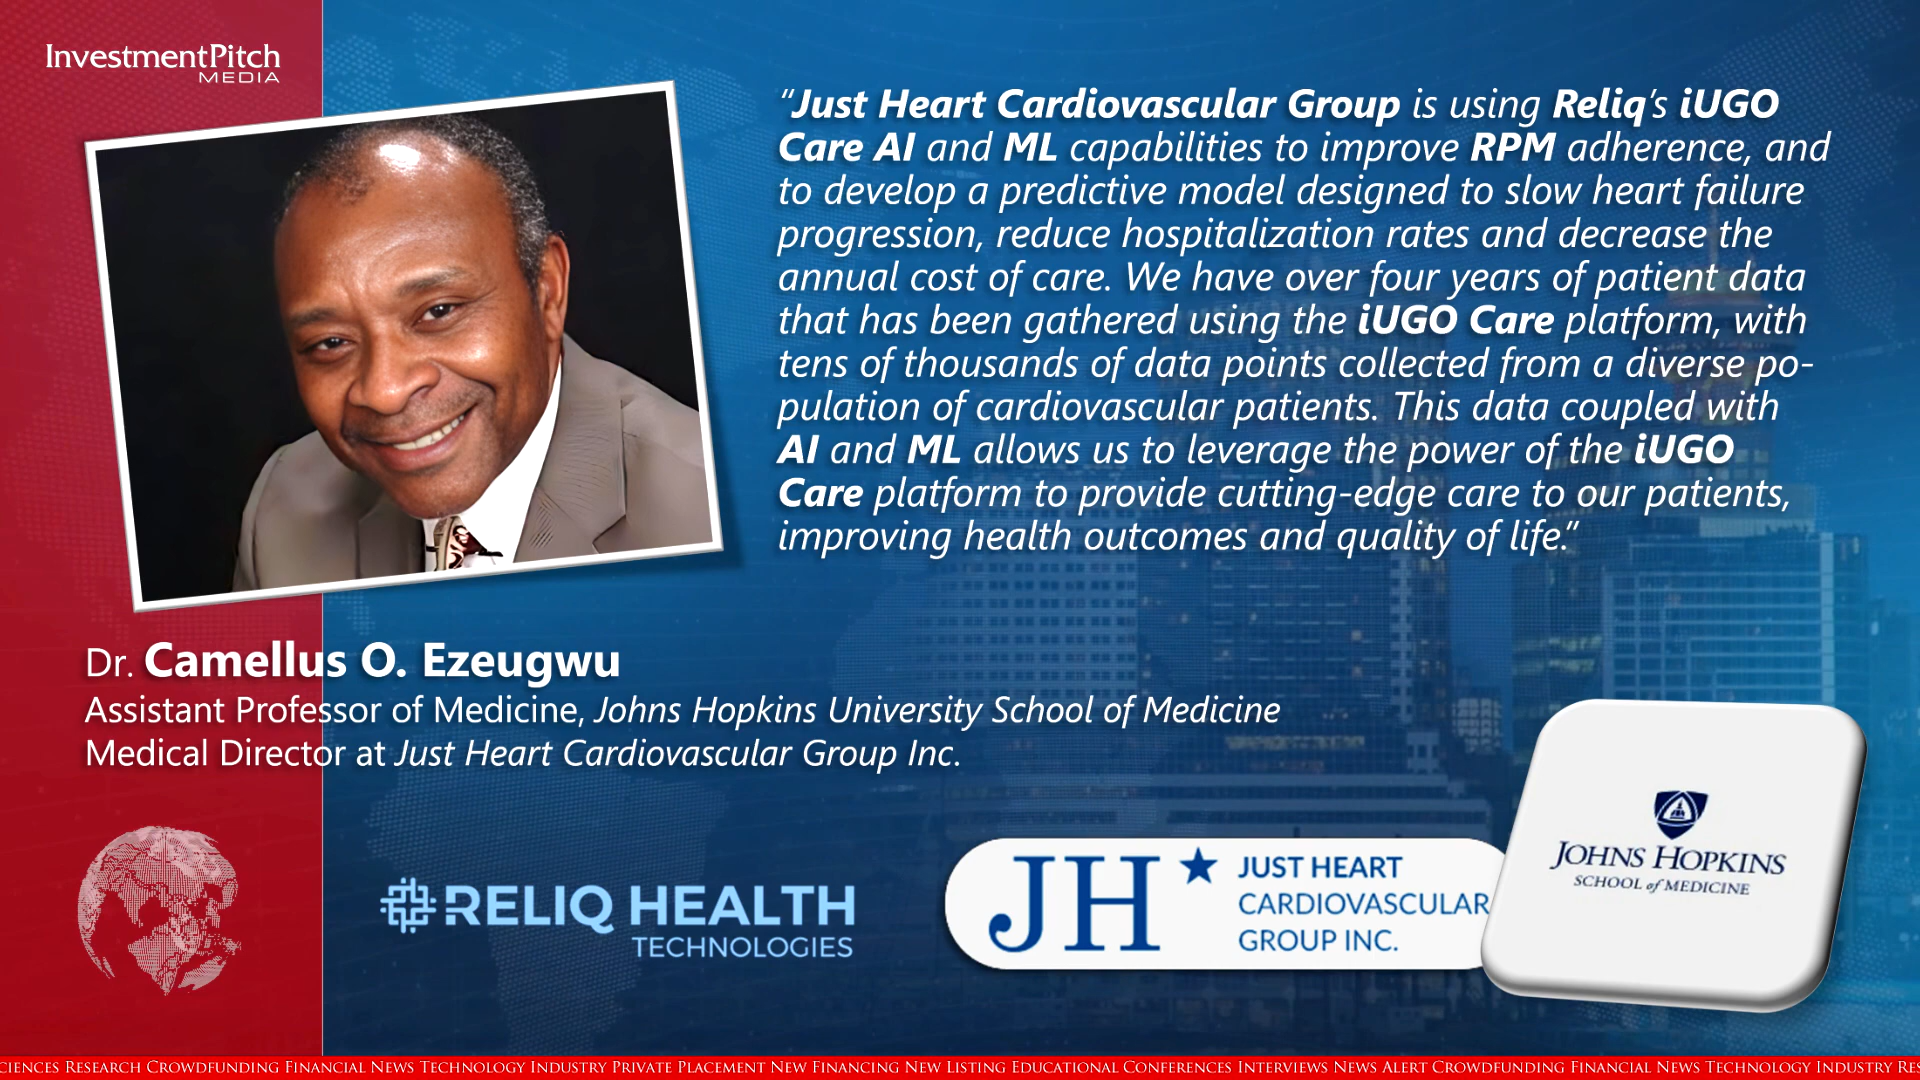 InvestmentPitch
MEDIA
“Just Heart Cardiovascular Group is using Reliq’s iUGO
Care AI and ML capabilities to improve RPM adherence, and
to develop a predictive model designed to slow heart failure
progression, reduce hospitalization rates and decrease the
annual cost of care. We have over four years of patient data
that has been gathered using the iUGO Care platform, with
tens of thousands of data points collected from a diverse po-
pulation of cardiovascular patients. This data coupled with
AI and ML allows us to leverage the power of the iUGO
Care platform to provide cutting-edge care to our patients,
improving health outcomes and quality of life.”
Dr. Camellus O. Ezeugwu
Assistant Professor of Medicine, Johns Hopkins University School of Medicine
Medical Director at Just Heart Cardiovascular Group Inc.
RELIQ HEALTH
TECHNOLOGIES
JH
JUST HEART
CARDIOVASCULAR
GROUP INC.
JOHNS HOPKINS
SCHOOL of MEDICINE
CIENCES RESEARCH CROWDFUNDING FINANCIAL NEWS TECHNOLOGY INDUSTRY PRIVATE PLACEMENT NEW FINANCING NEW LISTING EDUCATIONAL CONFERENCES INTERVIEWS NEWS ALERT CROWDFUNDING FINANCIAL NEWS TECHNOLOGY INDUSTRY RES